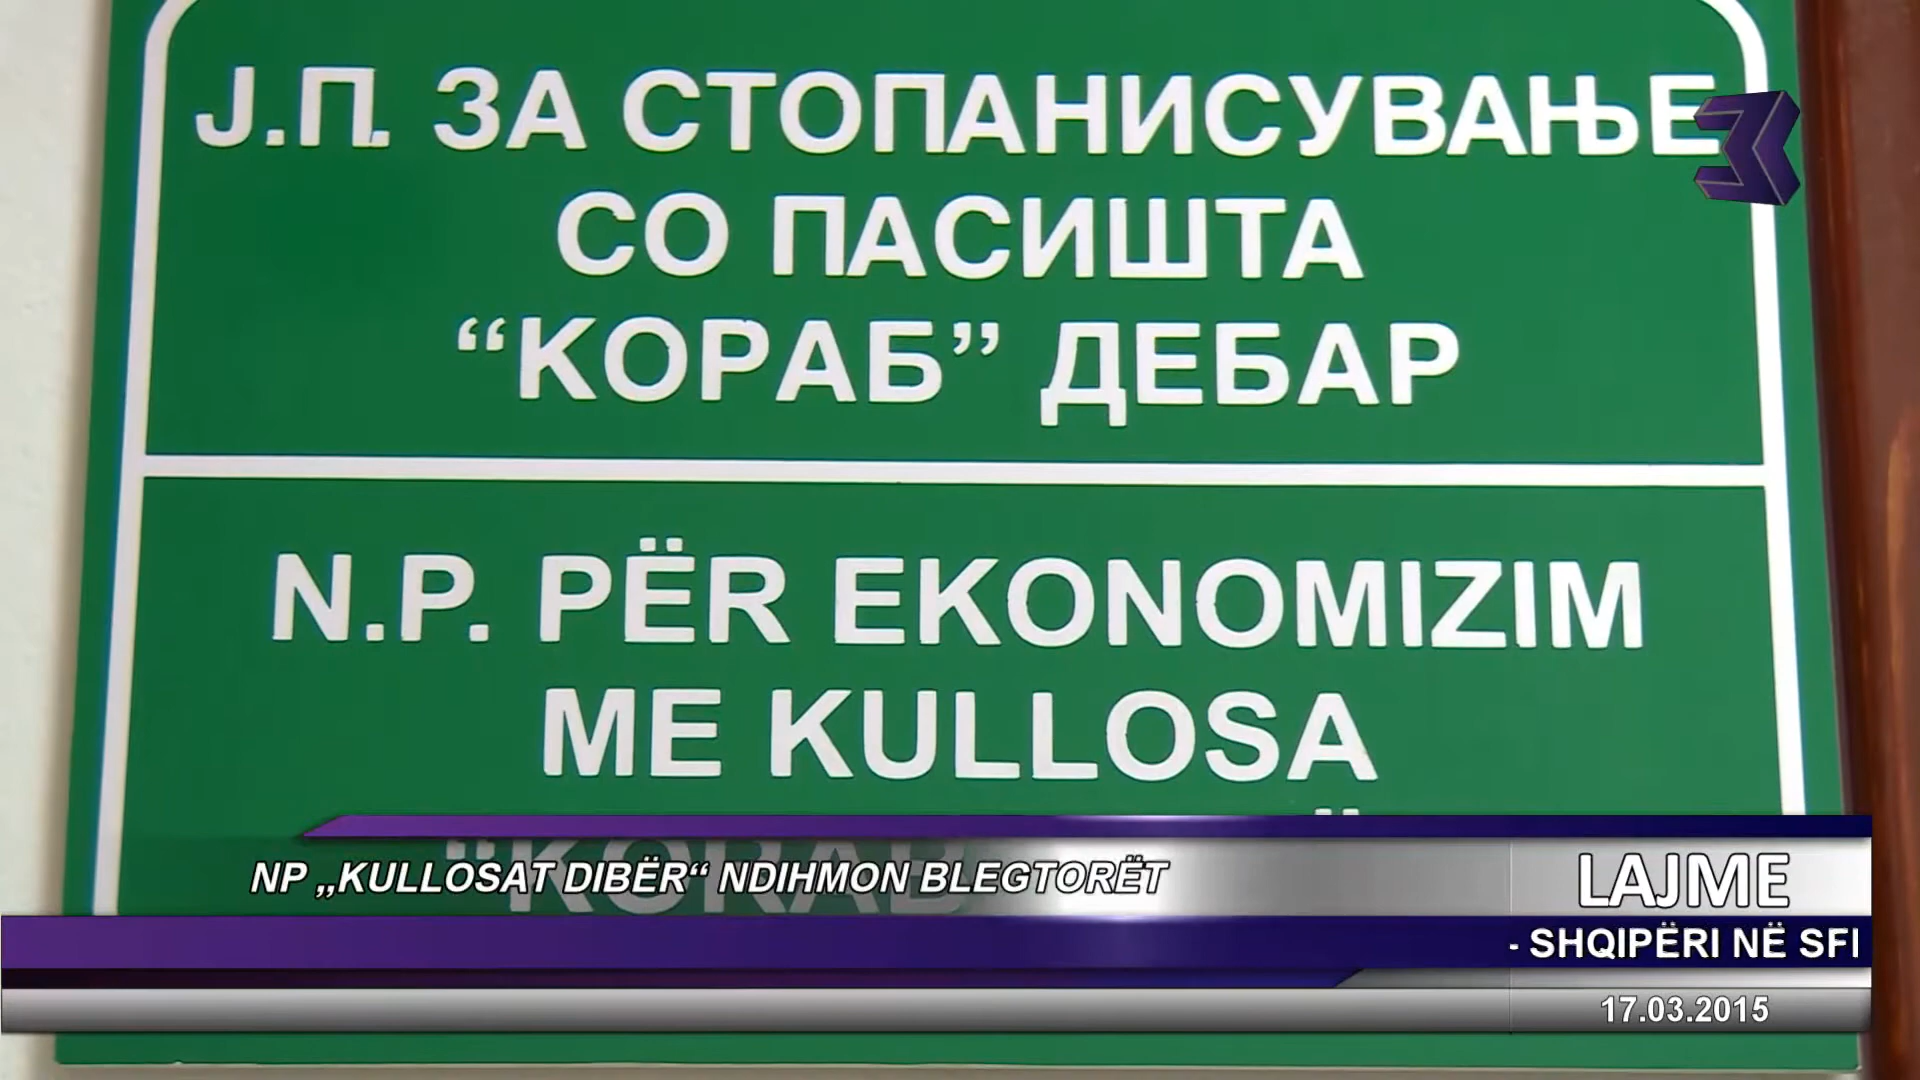 Ј.П. ЗА СТОПАНИСУВАЊЕ
СО ПАСИШТА
“КОРАБ” ДЕБАР
N.P. PËR EKONOMIZIM
ME KULLOSA
“KORAB
NP ,,KULLOSAT DIBËR“ NDIHMON BLEGTORËT
LAJME
- SHQIPËRI NË SFI
17.03.2015